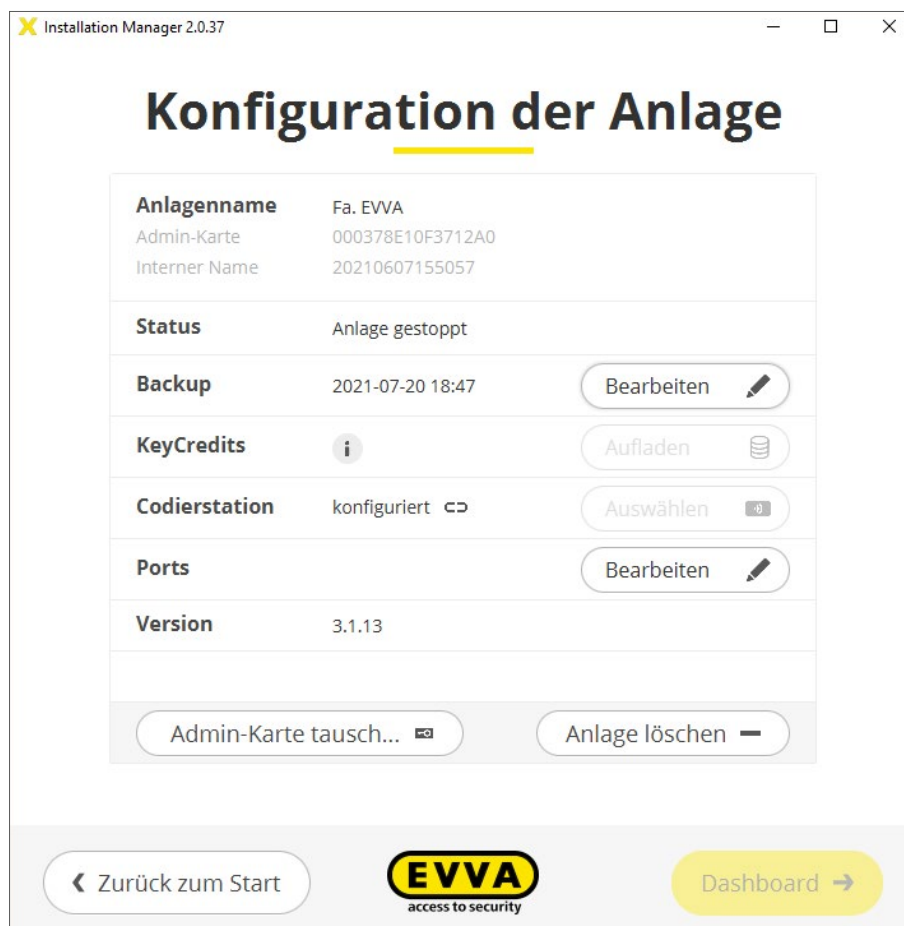 Installation Manager 2.0.37
Konfiguration der Anlage
Anlagenname Fa. EVVA
Admin-Karte 000378E10F3712A0
Interner Name 20210607155057
Status Anlage gestoppt
Backup 2021-07-20 18:47 Bearbeiten
KeyCredits i Aufladen
Codierstation konfiguriert Auswählen
Ports Bearbeiten
Version 3.1.13
Admin-Karte tausch... Anlage löschen
Zurück zum Start EVVA Dashboard
access to security